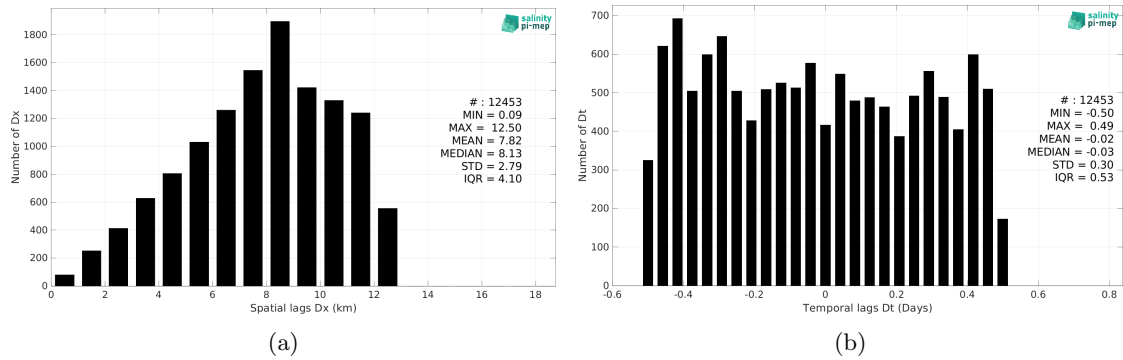 salinity
pi-mep
1800
1600
1400
1200
1000
800
600
400
200
0
Number of Dx
# : 12453
MIN = 0.09
MAX = 12.50
MEAN = 7.82
MEDIAN = 8.13
STD = 2.79
IQR = 4.10
0 2 4 6 8 10 12 14 16 18
Spatial lags Dx (km)
(a)
salinity
pi-mep
700
600
500
400
300
200
100
0
Number of Dt
# : 12453
MIN = -0.50
MAX = 0.49
MEAN = -0.02
MEDIAN = -0.03
STD = 0.30
IQR = 0.53
-0.6 -0.4 -0.2 0 0.2 0.4 0.6 0.8
Temporal lags Dt (Days)
(b)